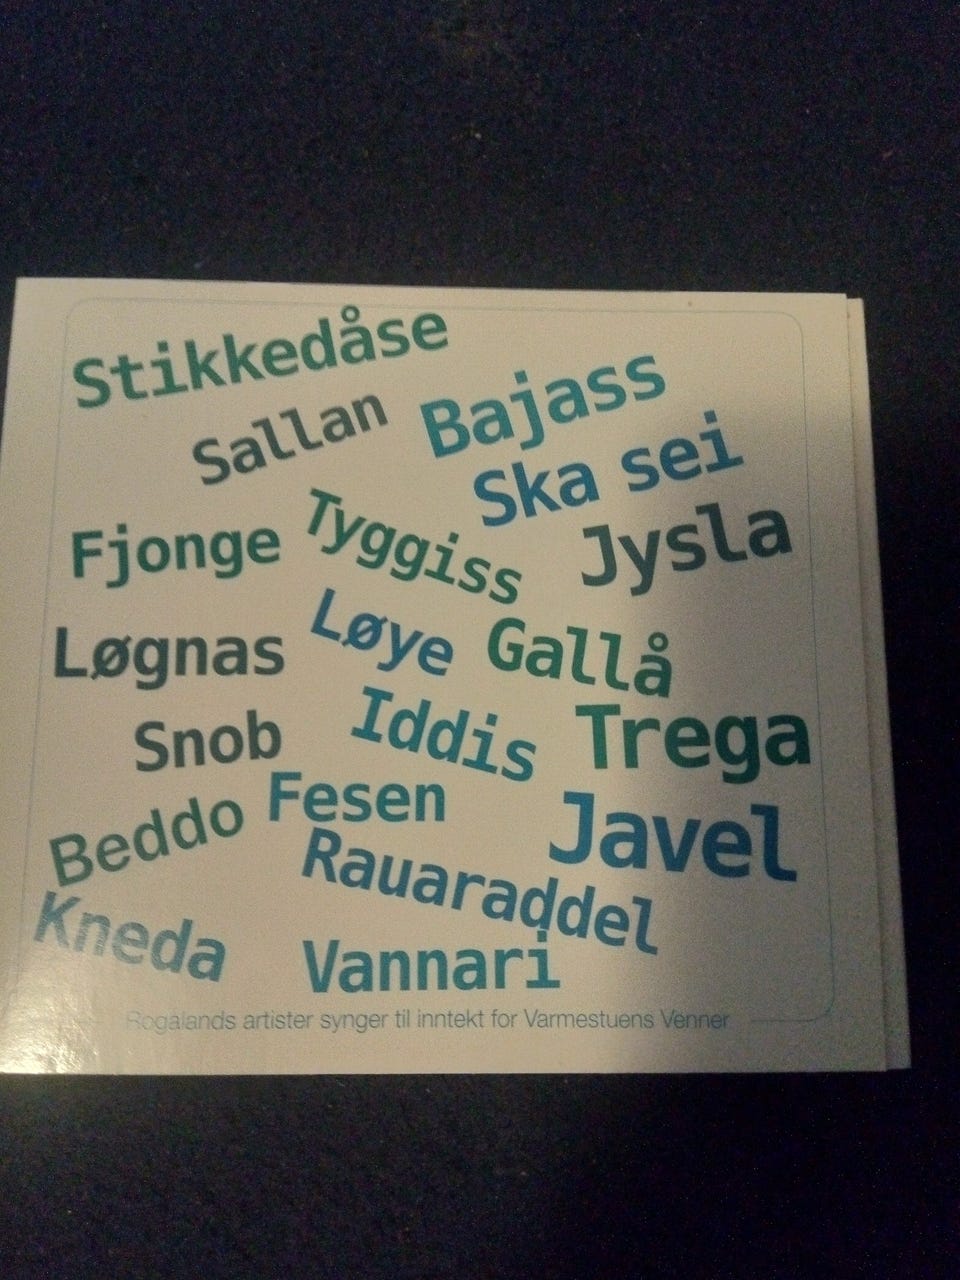 Stikkedåse
Sallan
Bajass
Ska sei
Fjonge
Tyggiss
Jysla
Løgnas
Løye
Gallå
Snob
Iddis
Trega
Beddo
Fesen
Javel
Rauaraddel
Kneda
Vannari
Rogalands artister synger til inntekt for Varmestuens Venner